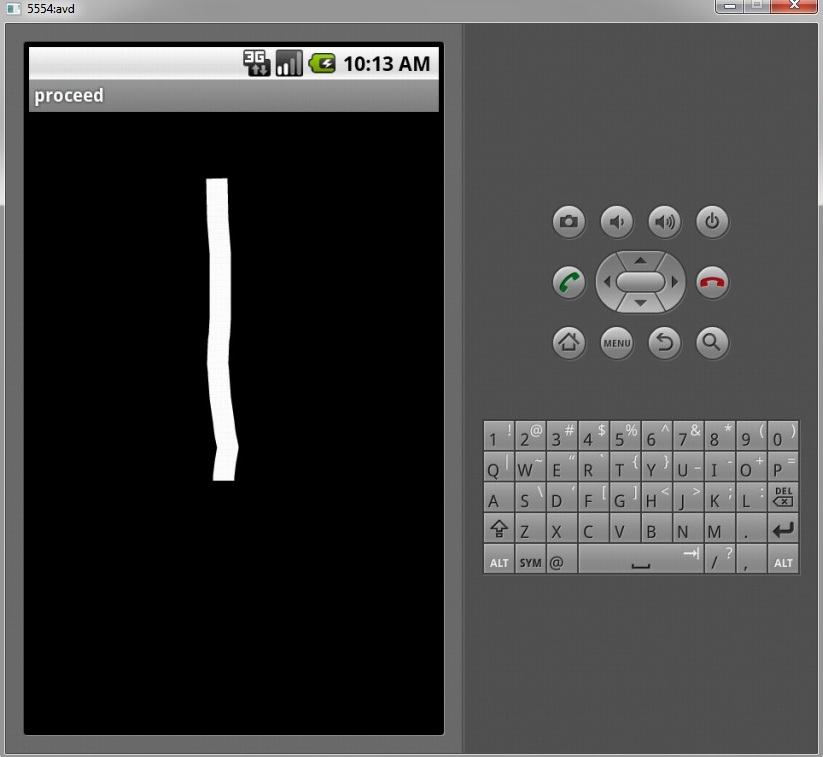 5554:avd
3G 10:13 AM
proceed
MENU
1 ! 2 @ 3 # 4 $ 5 % 6 ^ 7 & 8 * 9 ( 0 )
Q | W ~ E “ R ` T { Y } U _ I - O + P =
A S \ D ' F [ G ] H < J > K ; L : DEL
Z X C V B N M .
ALT SYM @ / ? , ALT